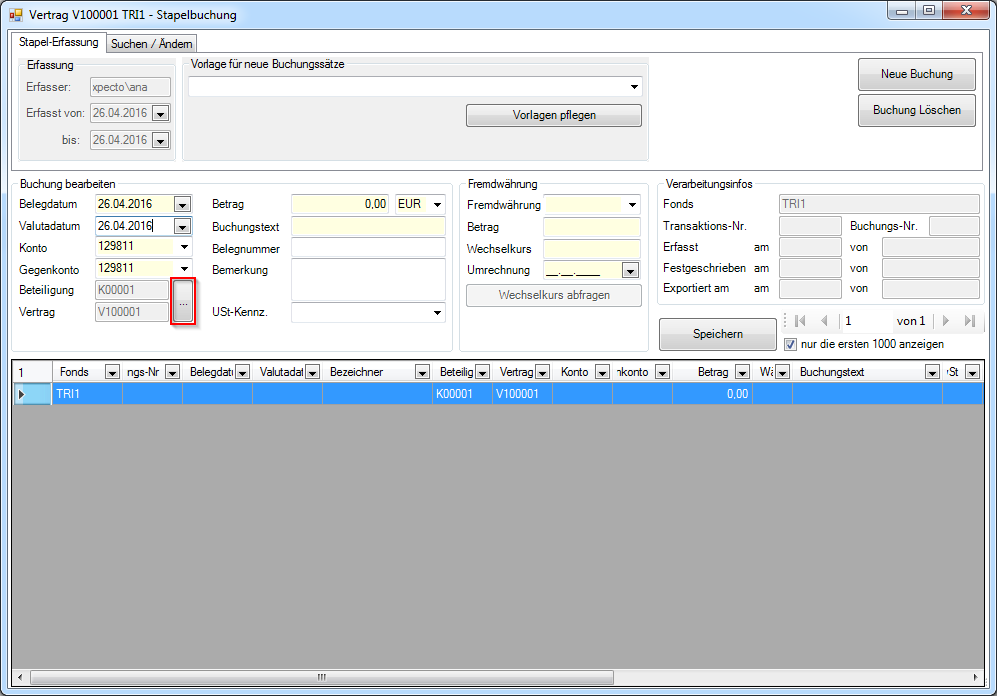 Vertrag V100001 TRI1 - Stapelbuchung
Stapel-Erfassung
Suchen / Ändern
Erfassung
Erfasser: xpecto\ana
Erfasst von: 26.04.2016
bis: 26.04.2016
Vorlage für neue Buchungssätze
Vorlagen pflegen
Neue Buchung
Buchung Löschen
Buchung bearbeiten
Belegdatum 26.04.2016
Valutadatum 26.04.2016
Konto 129811
Gegenkonto 129811
Beteiligung K00001
Vertrag V100001
...
Betrag 0,00 EUR
Buchungstext
Belegnummer
Bemerkung
USt-Kennz.
Fremdwährung
Fremdwährung
Betrag
Wechselkurs
Umrechnung __.__.____
Wechselkurs abfragen
Verarbeitungsinfos
Fonds TRI1
Transaktions-Nr. Buchungs-Nr.
Erfasst am von
Festgeschrieben am von
Exportiert am am von
Speichern
1 von 1
nur die ersten 1000 anzeigen
1 Fonds ngs-Nr Belegdatu Valutadat Bezeichner Beteilig Vertrag Konto nkonto Betrag Wä Buchungstext St
TRI1 K00001 V100001 0,00